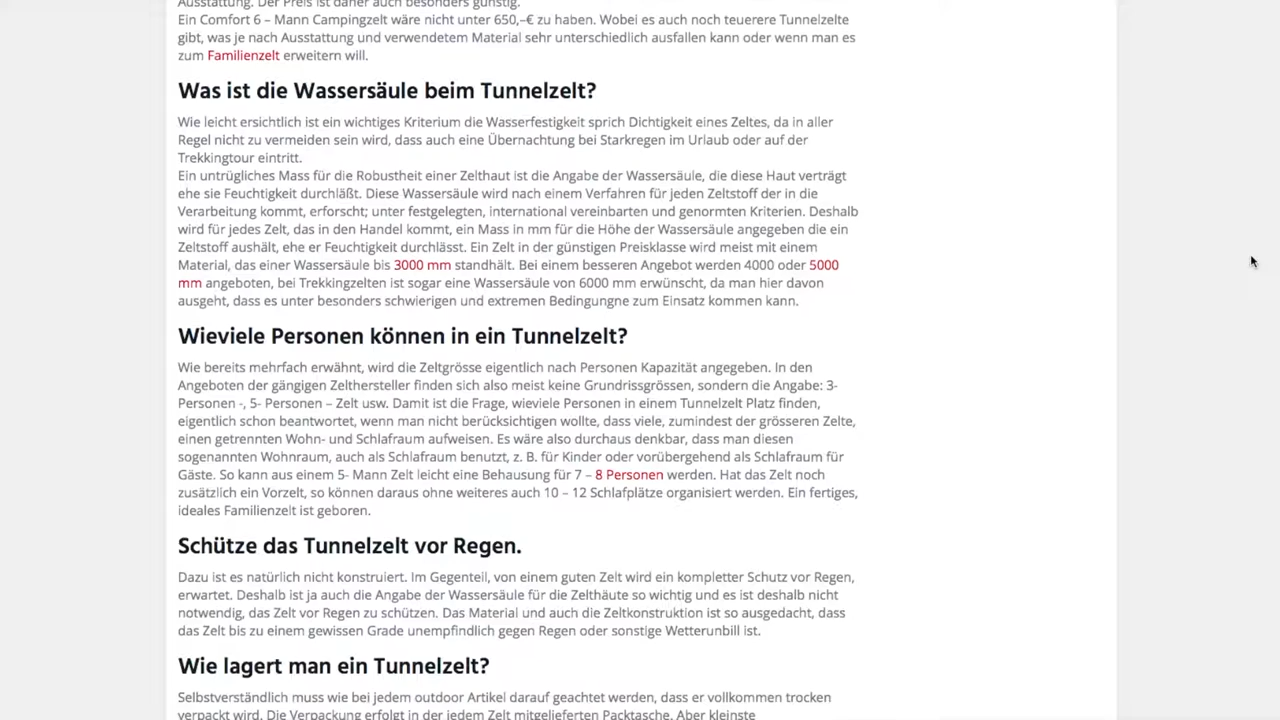 Ausstattung. Der Preis ist daher auch besonders günstig.
Ein Comfort 6 – Mann Campingzelt wäre nicht unter 650,–€ zu haben. Wobei es auch noch teuerere Tunnelzelte
gibt, was je nach Ausstattung und verwendetem Material sehr unterschiedlich ausfallen kann oder wenn man es
zum Familienzelt erweitern will.
Was ist die Wassersäule beim Tunnelzelt?
Wie leicht ersichtlich ist ein wichtiges Kriterium die Wasserfestigkeit sprich Dichtigkeit eines Zeltes, da in aller
Regel nicht zu vermeiden sein wird, dass auch eine Übernachtung bei Starkregen im Urlaub oder auf der
Trekkingtour eintritt.
Ein untrügliches Mass für die Robustheit einer Zelthaut ist die Angabe der Wassersäule, die diese Haut verträgt
ehe sie Feuchtigkeit durchläßt. Diese Wassersäule wird nach einem Verfahren für jeden Zeltstoff der in die
Verarbeitung kommt, erforscht; unter festgelegten, international vereinbarten und genormten Kriterien. Deshalb
wird für jedes Zelt, das in den Handel kommt, ein Mass in mm für die Höhe der Wassersäule angegeben die ein
Zeltstoff aushält, ehe er Feuchtigkeit durchlässt. Ein Zelt in der günstigen Preisklasse wird meist mit einem
Material, das einer Wassersäule bis 3000 mm standhält. Bei einem besseren Angebot werden 4000 oder 5000
mm angeboten, bei Trekkingzelten ist sogar eine Wassersäule von 6000 mm erwünscht, da man hier davon
ausgeht, dass es unter besonders schwierigen und extremen Bedingungne zum Einsatz kommen kann.
Wieviele Personen können in ein Tunnelzelt?
Wie bereits mehrfach erwähnt, wird die Zeltgrösse eigentlich nach Personen Kapazität angegeben. In den
Angeboten der gängigen Zelthersteller finden sich also meist keine Grundrissgrössen, sondern die Angabe: 3-
Personen -, 5- Personen – Zelt usw. Damit ist die Frage, wieviele Personen in einem Tunnelzelt Platz finden,
eigentlich schon beantwortet, wenn man nicht berücksichtigen wollte, dass viele, zumindest der grösseren Zelte,
einen getrennten Wohn- und Schlafraum aufweisen. Es wäre also durchaus denkbar, dass man diesen
sogenannten Wohnraum, auch als Schlafraum benutzt, z. B. für Kinder oder vorübergehend als Schlafraum für
Gäste. So kann aus einem 5- Mann Zelt leicht eine Behausung für 7 – 8 Personen werden. Hat das Zelt noch
zusätzlich ein Vorzelt, so können daraus ohne weiteres auch 10 – 12 Schlafplätze organisiert werden. Ein fertiges,
ideales Familienzelt ist geboren.
Schütze das Tunnelzelt vor Regen.
Dazu ist es natürlich nicht konstruiert. Im Gegenteil, von einem guten Zelt wird ein kompletter Schutz vor Regen,
erwartet. Deshalb ist ja auch die Angabe der Wassersäule für die Zelthäute so wichtig und es ist deshalb nicht
notwendig, das Zelt vor Regen zu schützen. Das Material und auch die Zeltkonstruktion ist so ausgedacht, dass
das Zelt bis zu einem gewissen Grade unempfindlich gegen Regen oder sonstige Wetterunbill ist.
Wie lagert man ein Tunnelzelt?
Selbstverständlich muss wie bei jedem outdoor Artikel darauf geachtet werden, dass er vollkommen trocken
verpackt wird. Die Verpackung erfolgt in der jedem Zelt mitgelieferten Packtasche. Aber kleinste